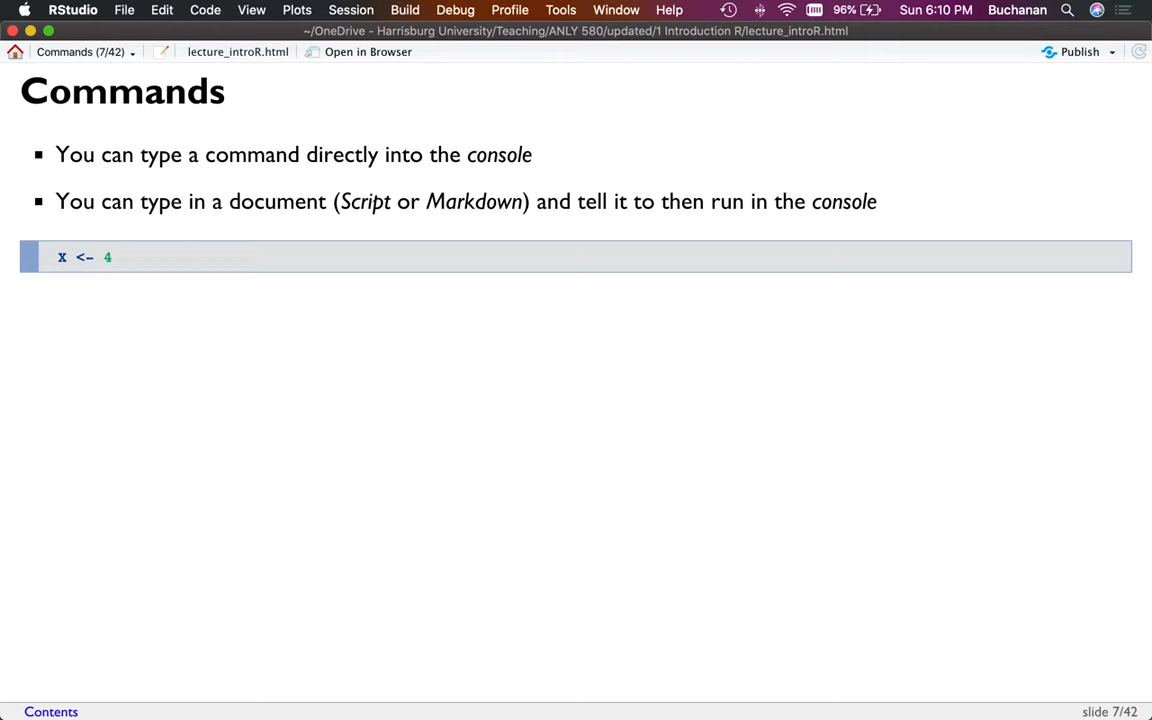 RStudio File Edit Code View Plots Session Build Debug Profile Tools Window Help 96% Sun 6:10 PM Buchanan
~/OneDrive - Harrisburg University/Teaching/ANLY 580/updated/1 Introduction R/lecture_introR.html
Commands (7/42) lecture_introR.html Open in Browser Publish
Commands
You can type a command directly into the console
You can type in a document (Script or Markdown) and tell it to then run in the console
x <- 4
Contents slide 7/42